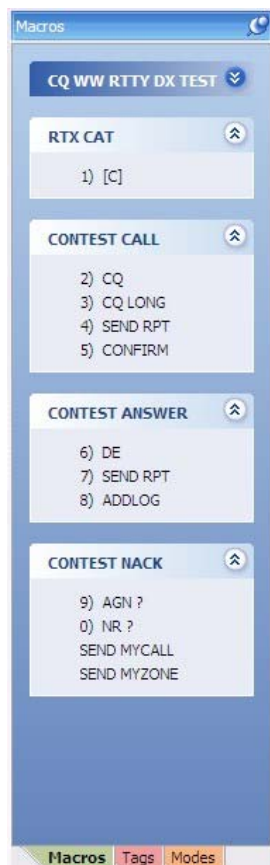 Macros
CQ WW RTTY DX TEST
RTX CAT
1) [C]
CONTEST CALL
2) CQ
3) CQ LONG
4) SEND RPT
5) CONFIRM
CONTEST ANSWER
6) DE
7) SEND RPT
8) ADDLOG
CONTEST NACK
9) AGN ?
0) NR ?
SEND MYCALL
SEND MYZONE
Macros Tags Modes